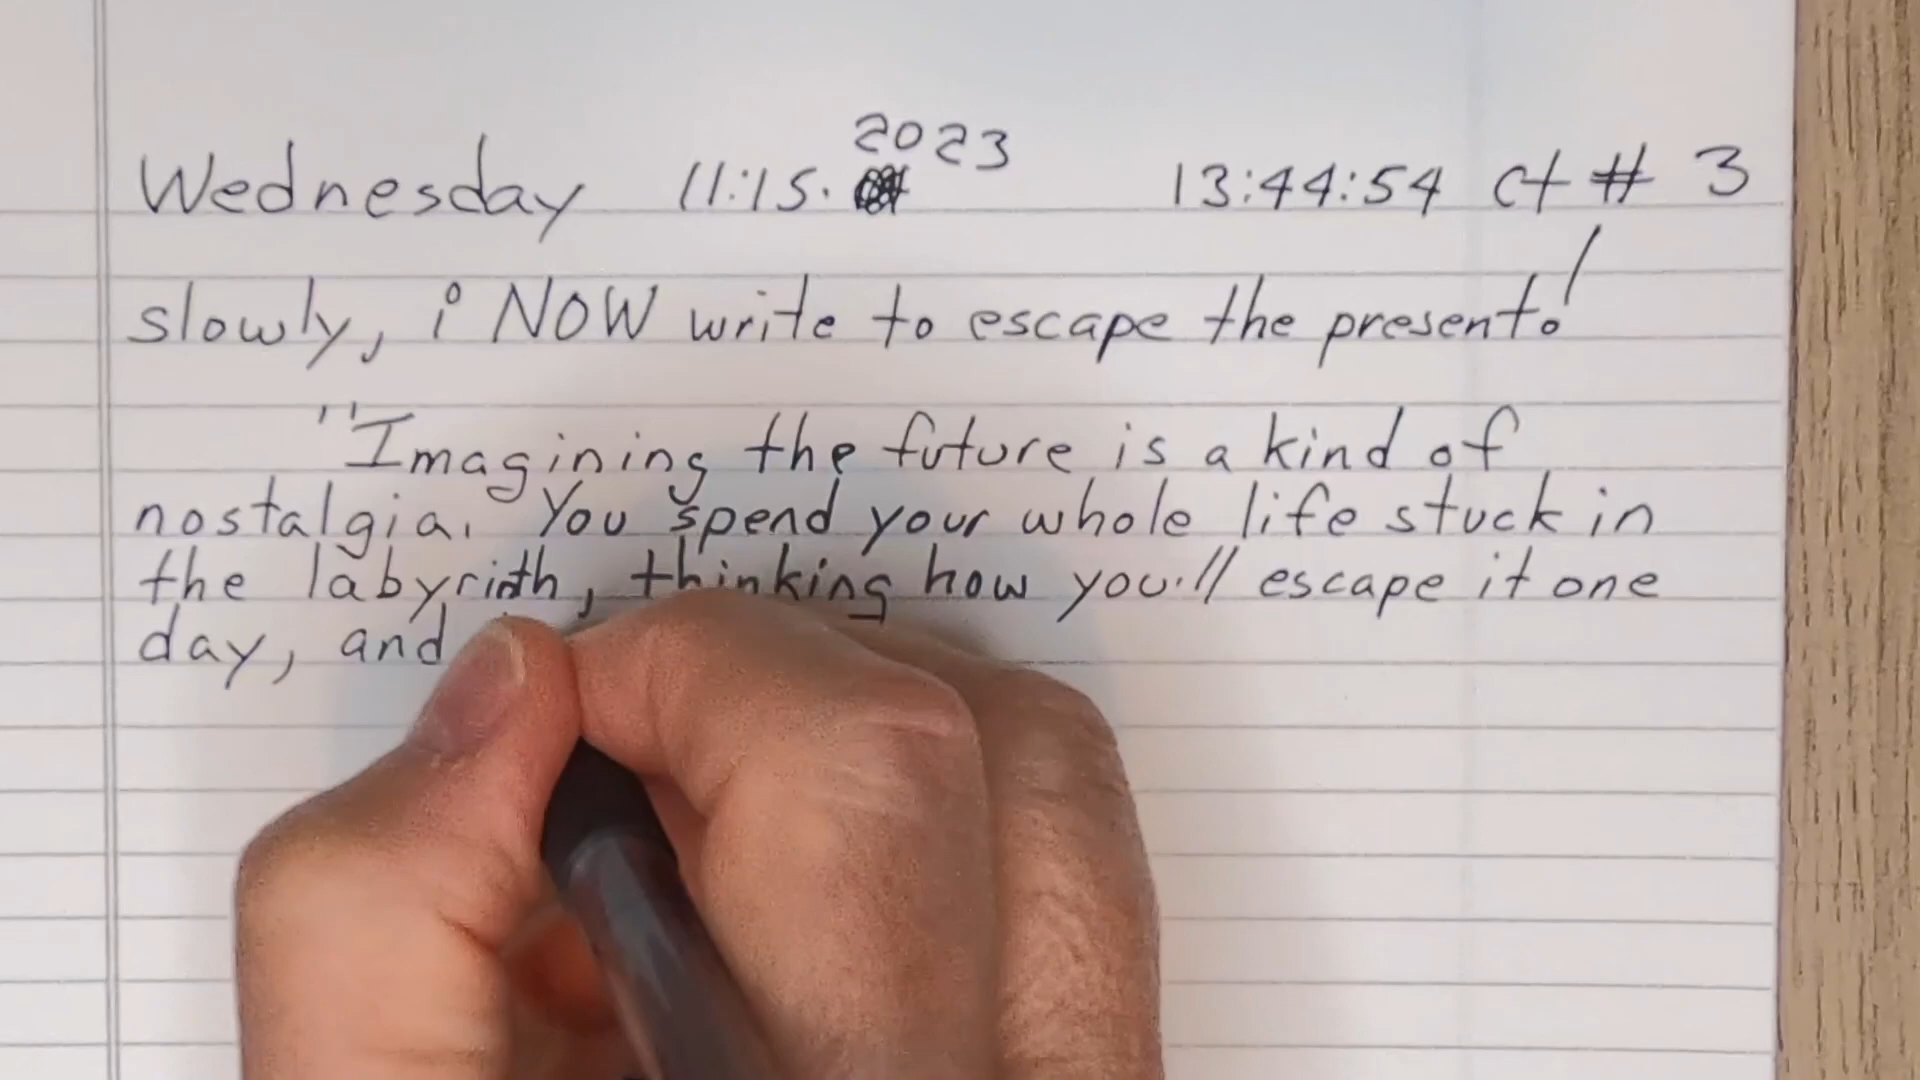 Wednesday 11:15. 2023 13:44:54 ct # 3
slowly, i NOW write to escape the present!
"Imagining the future is a kind of
nostalgia. You spend your whole life stuck in
the labyrinth, thinking how you'll escape it one
day, and